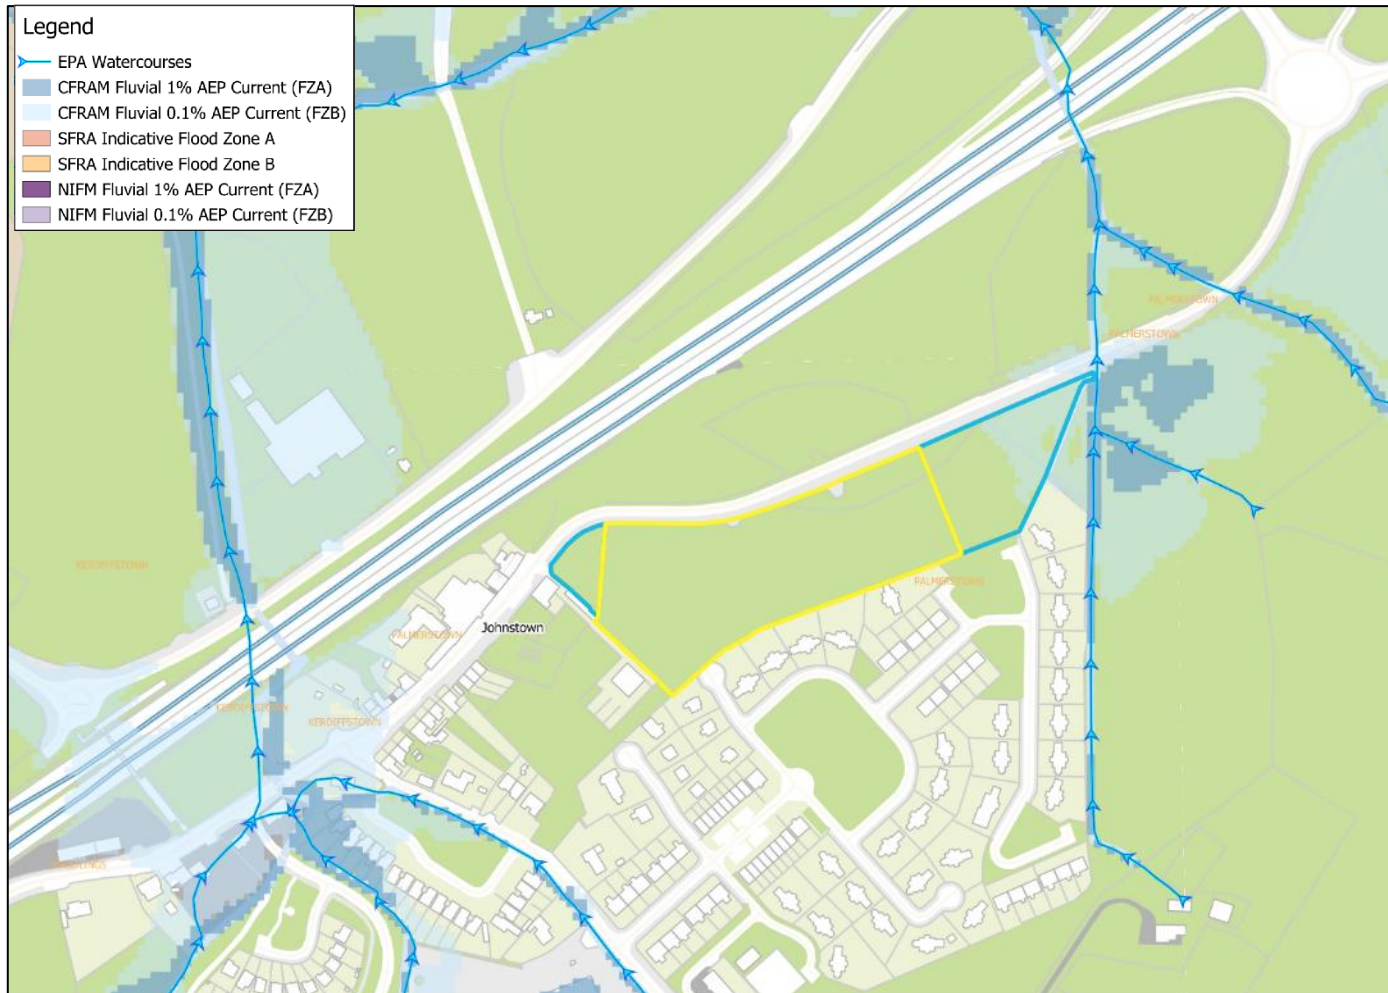 Legend
EPA Watercourses
CFRAM Fluvial 1% AEP Current (FZA)
CFRAM Fluvial 0.1% AEP Current (FZB)
SFRA Indicative Flood Zone A
SFRA Indicative Flood Zone B
NIFM Fluvial 1% AEP Current (FZA)
NIFM Fluvial 0.1% AEP Current (FZB)
PALMERSTOWN
PALMERSTOWN
KERDIFFSTOWN
PALMERSTOWN
Johnstown
PALMERSTOWN
KERDIFFSTOWN
KERDIFFSTOWN